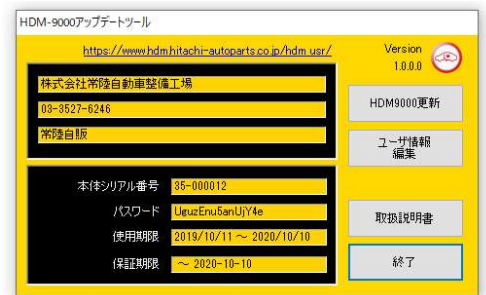 HDM-9000アップデートツール
https://www.hdm.hitachi-autoparts.co.jp/hdm_usr/
Version
1.0.0.0
株式会社常陸自動車整備工場
03-3527-6246
常陸自販
HDM9000更新
ユーザ情報
編集
本体シリアル番号 35-000012
パスワード UguzEnu5anUjY4e
使用期限 2019/10/11 ~ 2020/10/10
保証期限 ~ 2020-10-10
取扱説明書
終了